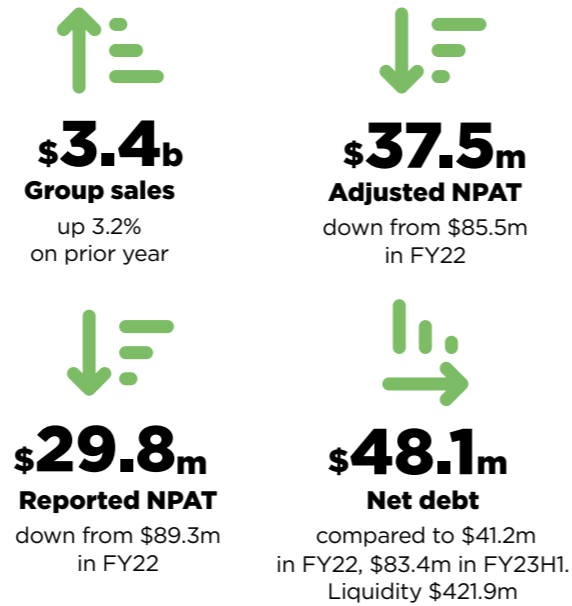 $3.4b
Group sales
up 3.2%
on prior year
$37.5m
Adjusted NPAT
down from $85.5m
in FY22
$29.8m
Reported NPAT
down from $89.3m
in FY22
$48.1m
Net debt
compared to $41.2m
in FY22, $83.4m in FY23H1.
Liquidity $421.9m